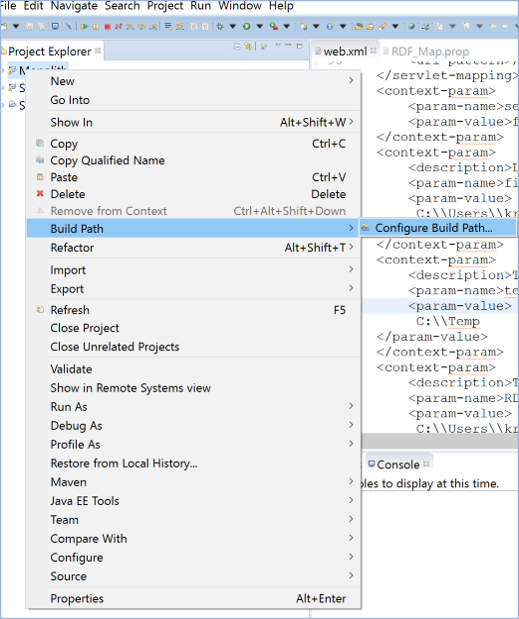 File Edit Navigate Search Project Run Window Help
Project Explorer
web.xml
RDF_Map.prop
New
Go Into
Show In Alt+Shift+W
Copy Ctrl+C
Copy Qualified Name
Paste Ctrl+V
Delete Delete
Remove from Context Ctrl+Alt+Shift+Down
Build Path
Configure Build Path...
Refactor Alt+Shift+T
Import
Export
Refresh F5
Close Project
Close Unrelated Projects
Validate
Show in Remote Systems view
Run As
Debug As
Profile As
Restore from Local History...
Maven
Java EE Tools
Team
Compare With
Configure
Source
Properties Alt+Enter
</servlet-mapping>
<context-param>
<param-name>se
<param-value>f
</context-param>
<context-param>
<description>I
<param-name>fi
<param-value>
C:\\Users\\k
</context-param>
<context-param>
<description>T
<param-name>te
<param-value>
C:\\Temp
</param-value>
</context-param>
<context-param>
<description>T
<param-name>RD
<param-value>
C:\\Users\\kr
Console
les to display at this time.